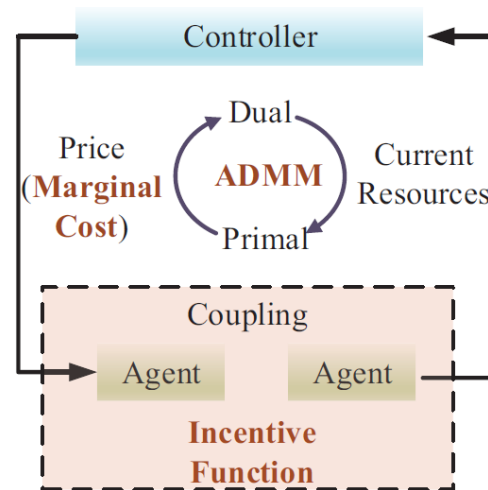 Controller
Dual
Price
(Marginal
Cost)
ADMM
Current
Resources
Primal
Coupling
Agent
Agent
Incentive
Function